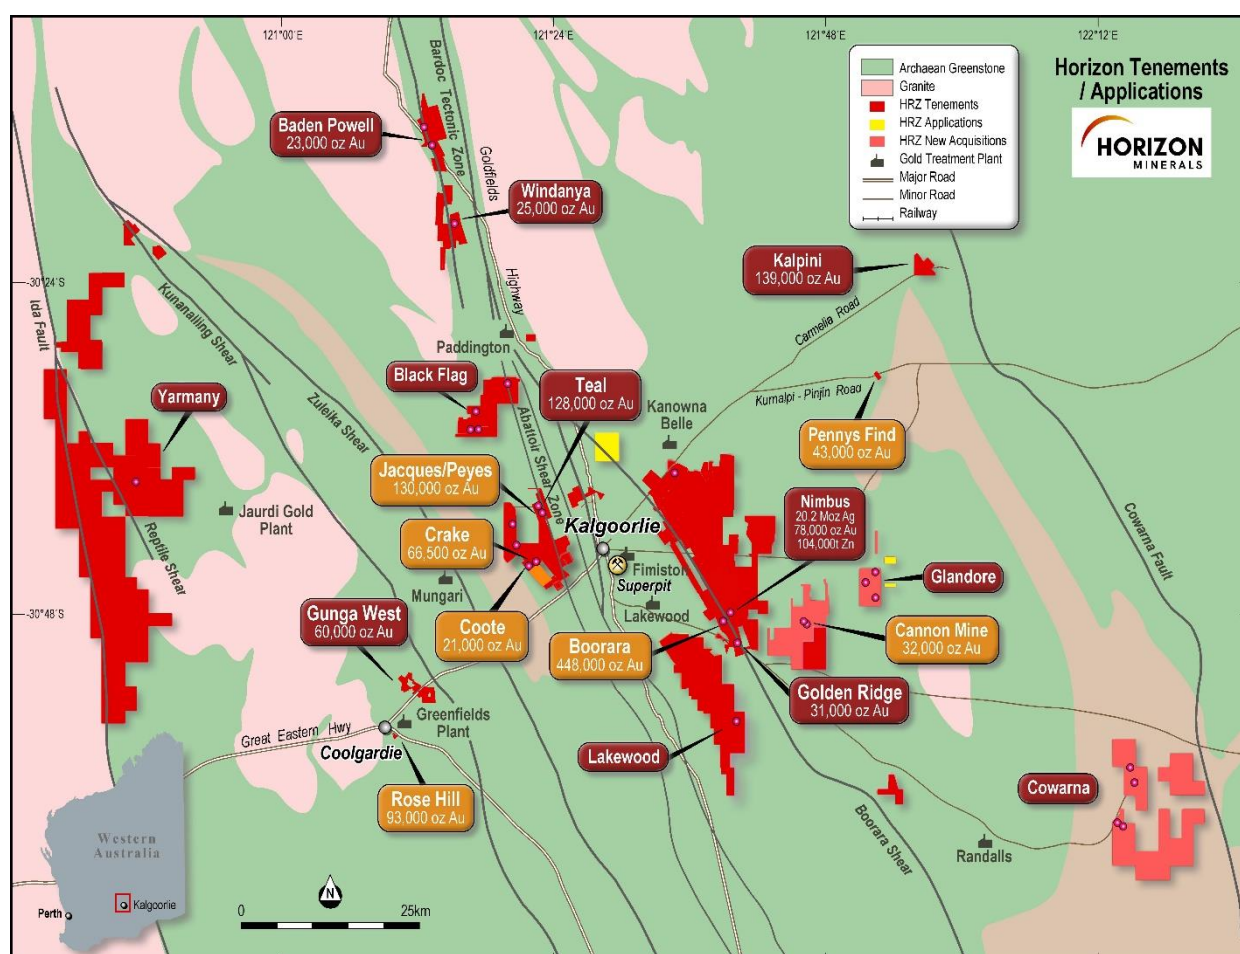 121°00'E
121°24'E
121°48'E
122°12'E
Archaean Greenstone
Granite
HRZ Tenements
HRZ Applications
HRZ New Acquisitions
Gold Treatment Plant
Major Road
Minor Road
Railway
Horizon Tenements
/ Applications
HORIZON
MINERALS
Bardoc Tectonic Zone
Goldfields
Highway
Baden Powell
23,000 oz Au
Windanya
25,000 oz Au
Kalpini
139,000 oz Au
-30°24'S
Ida Fault
Kunanalling Shear
Carmelia Road
Paddington
Black Flag
Teal
128,000 oz Au
Kanowna
Belle
Kurnalpi - Pinjin Road
Yarmany
Zuleika Shear
Abattoir Shear Zone
Pennys Find
43,000 oz Au
Jacques/Peyes
130,000 oz Au
Jaurdi Gold
Plant
Reptile Shear
Crake
66,500 oz Au
Kalgoorlie
Nimbus
20.2 Moz Ag
78,000 oz Au
104,000t Zn
Cowarna Fault
Fimiston
Superpit
Glandore
Mungari
Lakewood
-30°48'S
Gunga West
60,000 oz Au
Coote
21,000 oz Au
Boorara
448,000 oz Au
Cannon Mine
32,000 oz Au
Golden Ridge
31,000 oz Au
Greenfields
Plant
Great Eastern Hwy
Coolgardie
Lakewood
Rose Hill
93,000 oz Au
Cowarna
Boorara Shear
Randalls
Western
Australia
Perth
Kalgoorlie
N
0
25km